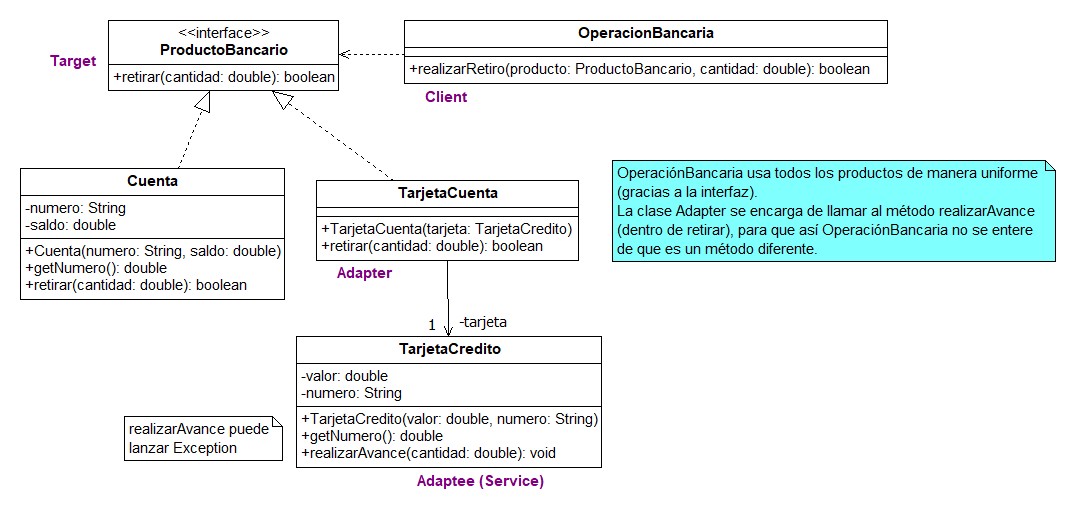 <<interface>>
ProductoBancario
+retirar(cantidad: double): boolean
Target
OperacionBancaria
+realizarRetiro(producto: ProductoBancario, cantidad: double): boolean
Client
Cuenta
-numero: String
-saldo: double
+Cuenta(numero: String, saldo: double)
+getNumero(): double
+retirar(cantidad: double): boolean
TarjetaCuenta
+TarjetaCuenta(tarjeta: TarjetaCredito)
+retirar(cantidad: double): boolean
Adapter
OperaciónBancaria usa todos los productos de manera uniforme
(gracias a la interfaz).
La clase Adapter se encarga de llamar al método realizarAvance
(dentro de retirar), para que así OperaciónBancaria no se entere
de que es un método diferente.
1
-tarjeta
TarjetaCredito
-valor: double
-numero: String
+TarjetaCredito(valor: double, numero: String)
+getNumero(): double
+realizarAvance(cantidad: double): void
realizarAvance puede
lanzar Exception
Adaptee (Service)